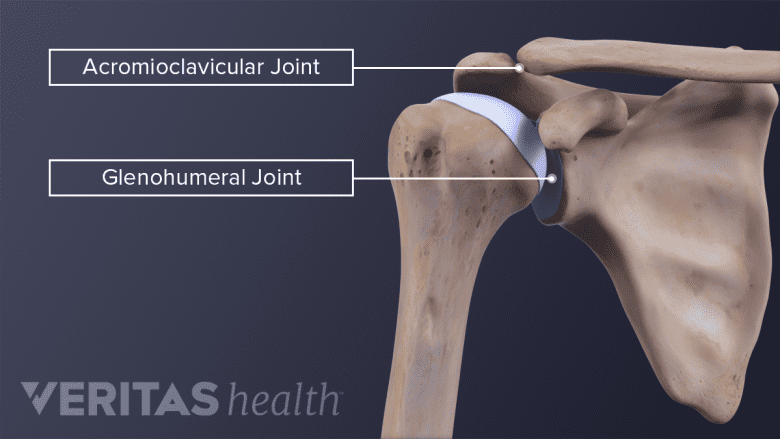 Acromioclavicular Joint
Glenohumeral Joint
VERITAS health